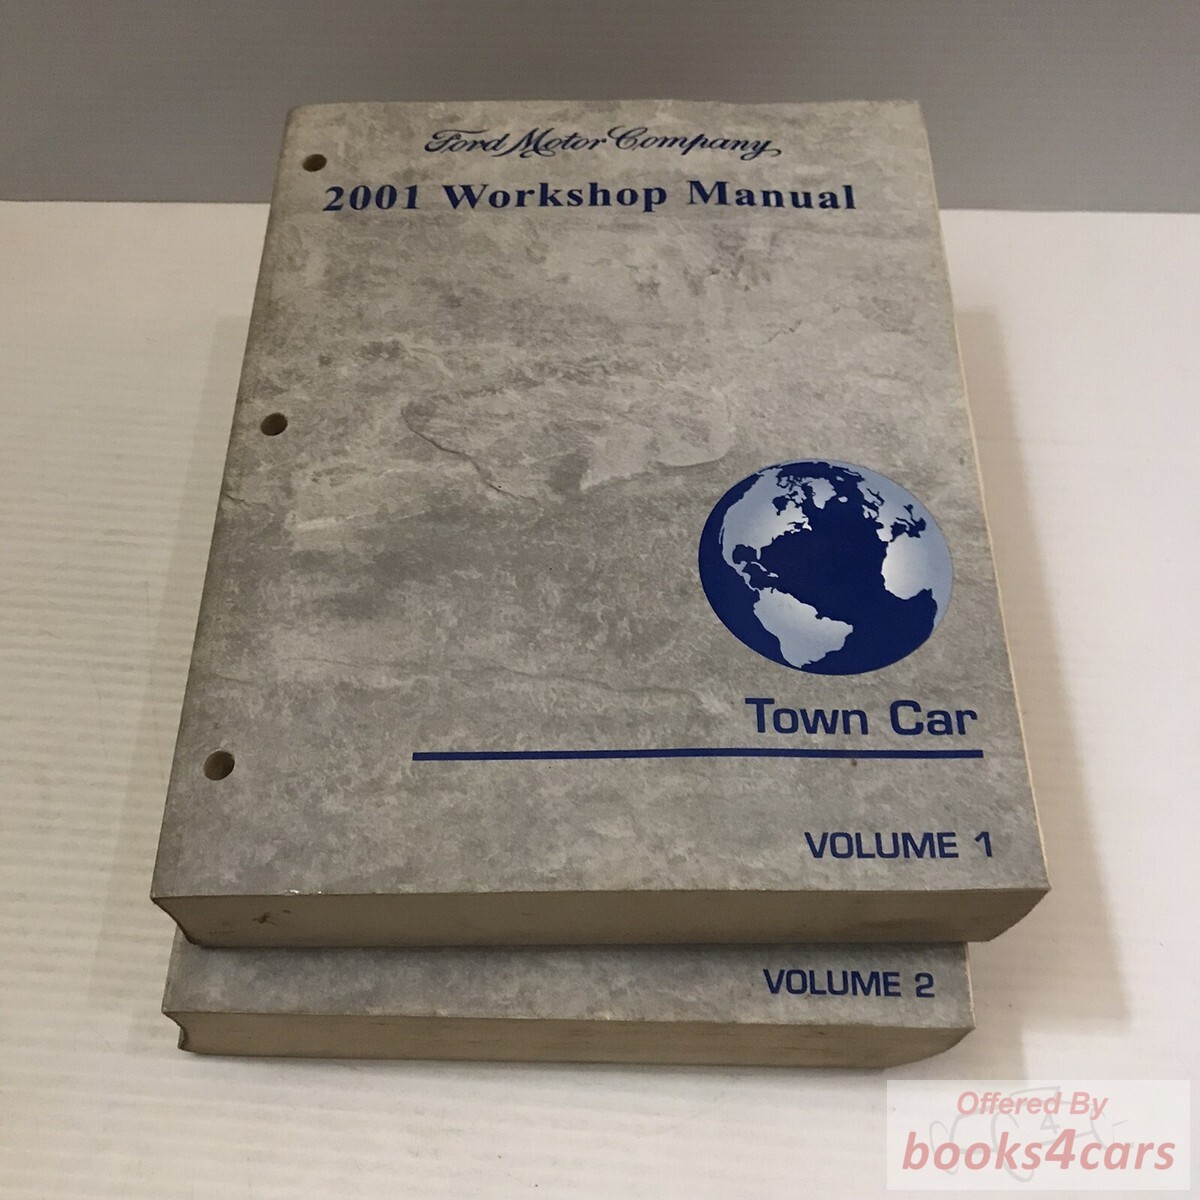 Ford Motor Company
2001 Workshop Manual
Town Car
VOLUME 1
VOLUME 2
Offered By
books4cars